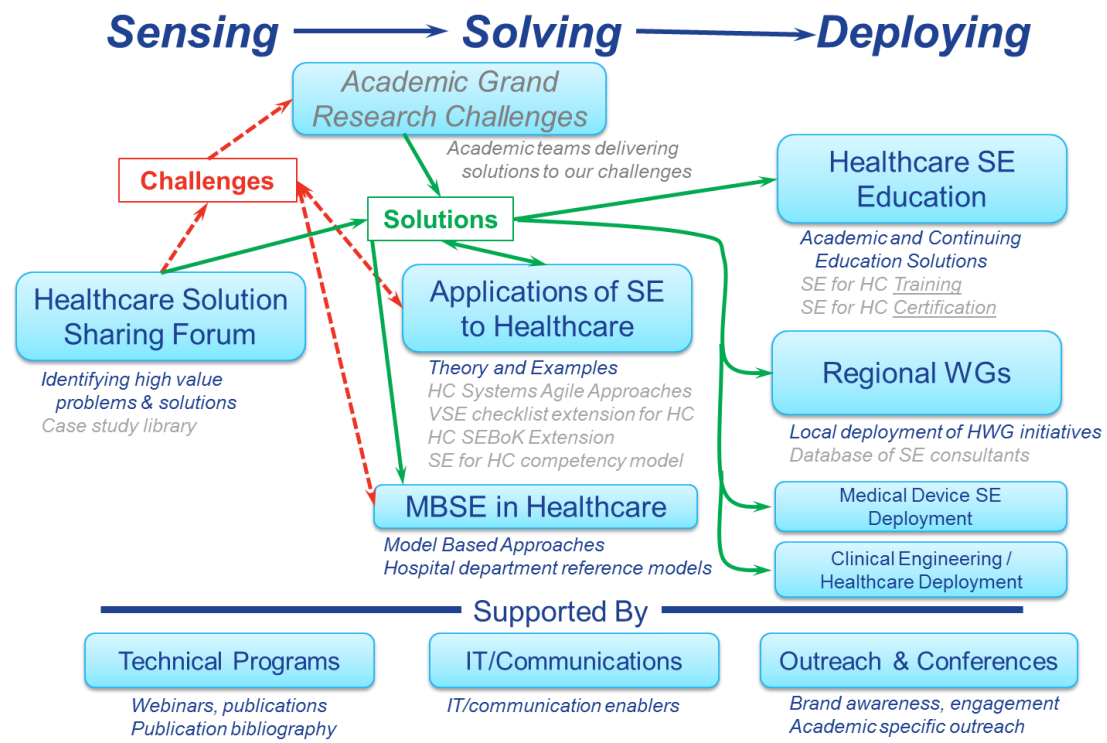 Sensing
Solving
Deploying
Academic Grand
Research Challenges
Academic teams delivering
solutions to our challenges
Challenges
Solutions
Healthcare Solution
Sharing Forum
Identifying high value
problems & solutions
Case study library
Applications of SE
to Healthcare
Theory and Examples
HC Systems Agile Approaches
VSE checklist extension for HC
HC SEBoK Extension
SE for HC competency model
MBSE in Healthcare
Model Based Approaches
Hospital department reference models
Healthcare SE
Education
Academic and Continuing
Education Solutions
SE for HC Training
SE for HC Certification
Regional WGs
Local deployment of HWG initiatives
Database of SE consultants
Medical Device SE
Deployment
Clinical Engineering /
Healthcare Deployment
Supported By
Technical Programs
Webinars, publications
Publication bibliography
IT/Communications
IT/communication enablers
Outreach & Conferences
Brand awareness, engagement
Academic specific outreach